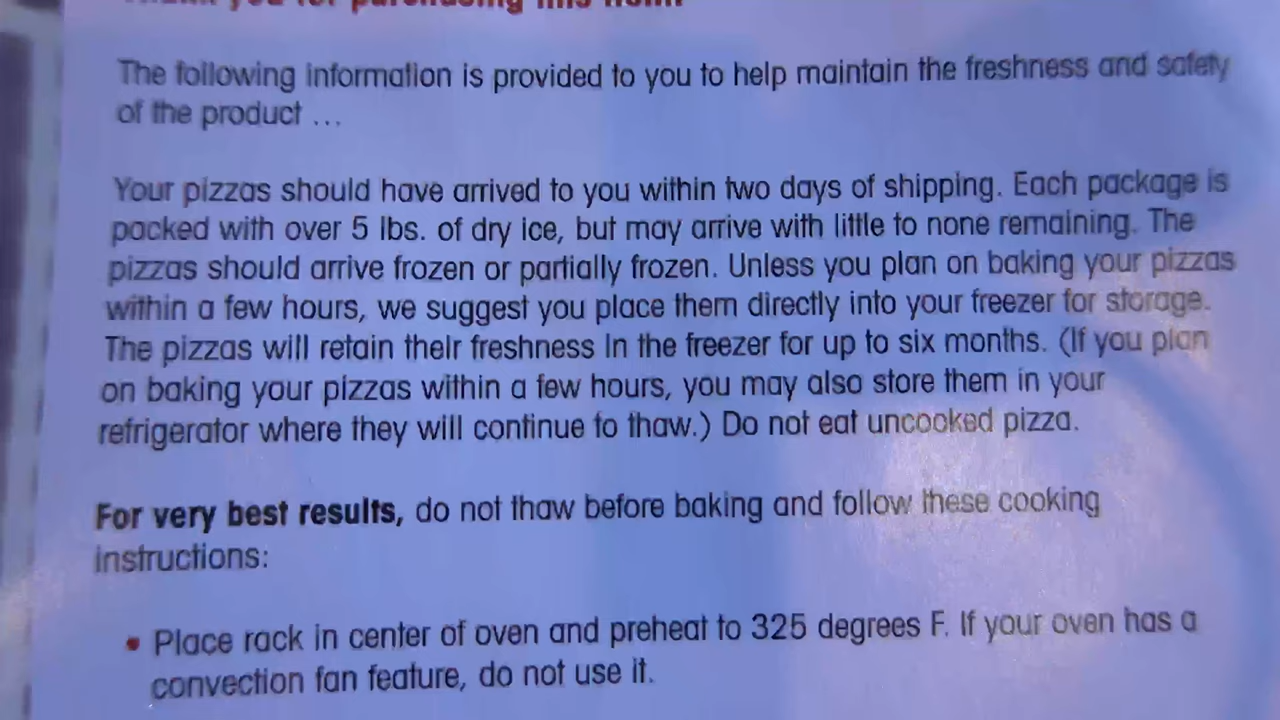 Thank you for purchasing this item!
The following information is provided to you to help maintain the freshness and safety
of the product ...
Your pizzas should have arrived to you within two days of shipping. Each package is
packed with over 5 lbs. of dry ice, but may arrive with little to none remaining. The
pizzas should arrive frozen or partially frozen. Unless you plan on baking your pizzas
within a few hours, we suggest you place them directly into your freezer for storage.
The pizzas will retain their freshness in the freezer for up to six months. (If you plan
on baking your pizzas within a few hours, you may also store them in your
refrigerator where they will continue to thaw.) Do not eat uncooked pizza.
For very best results, do not thaw before baking and follow these cooking
instructions:
• Place rack in center of oven and preheat to 325 degrees F. If your oven has a
convection fan feature, do not use it.